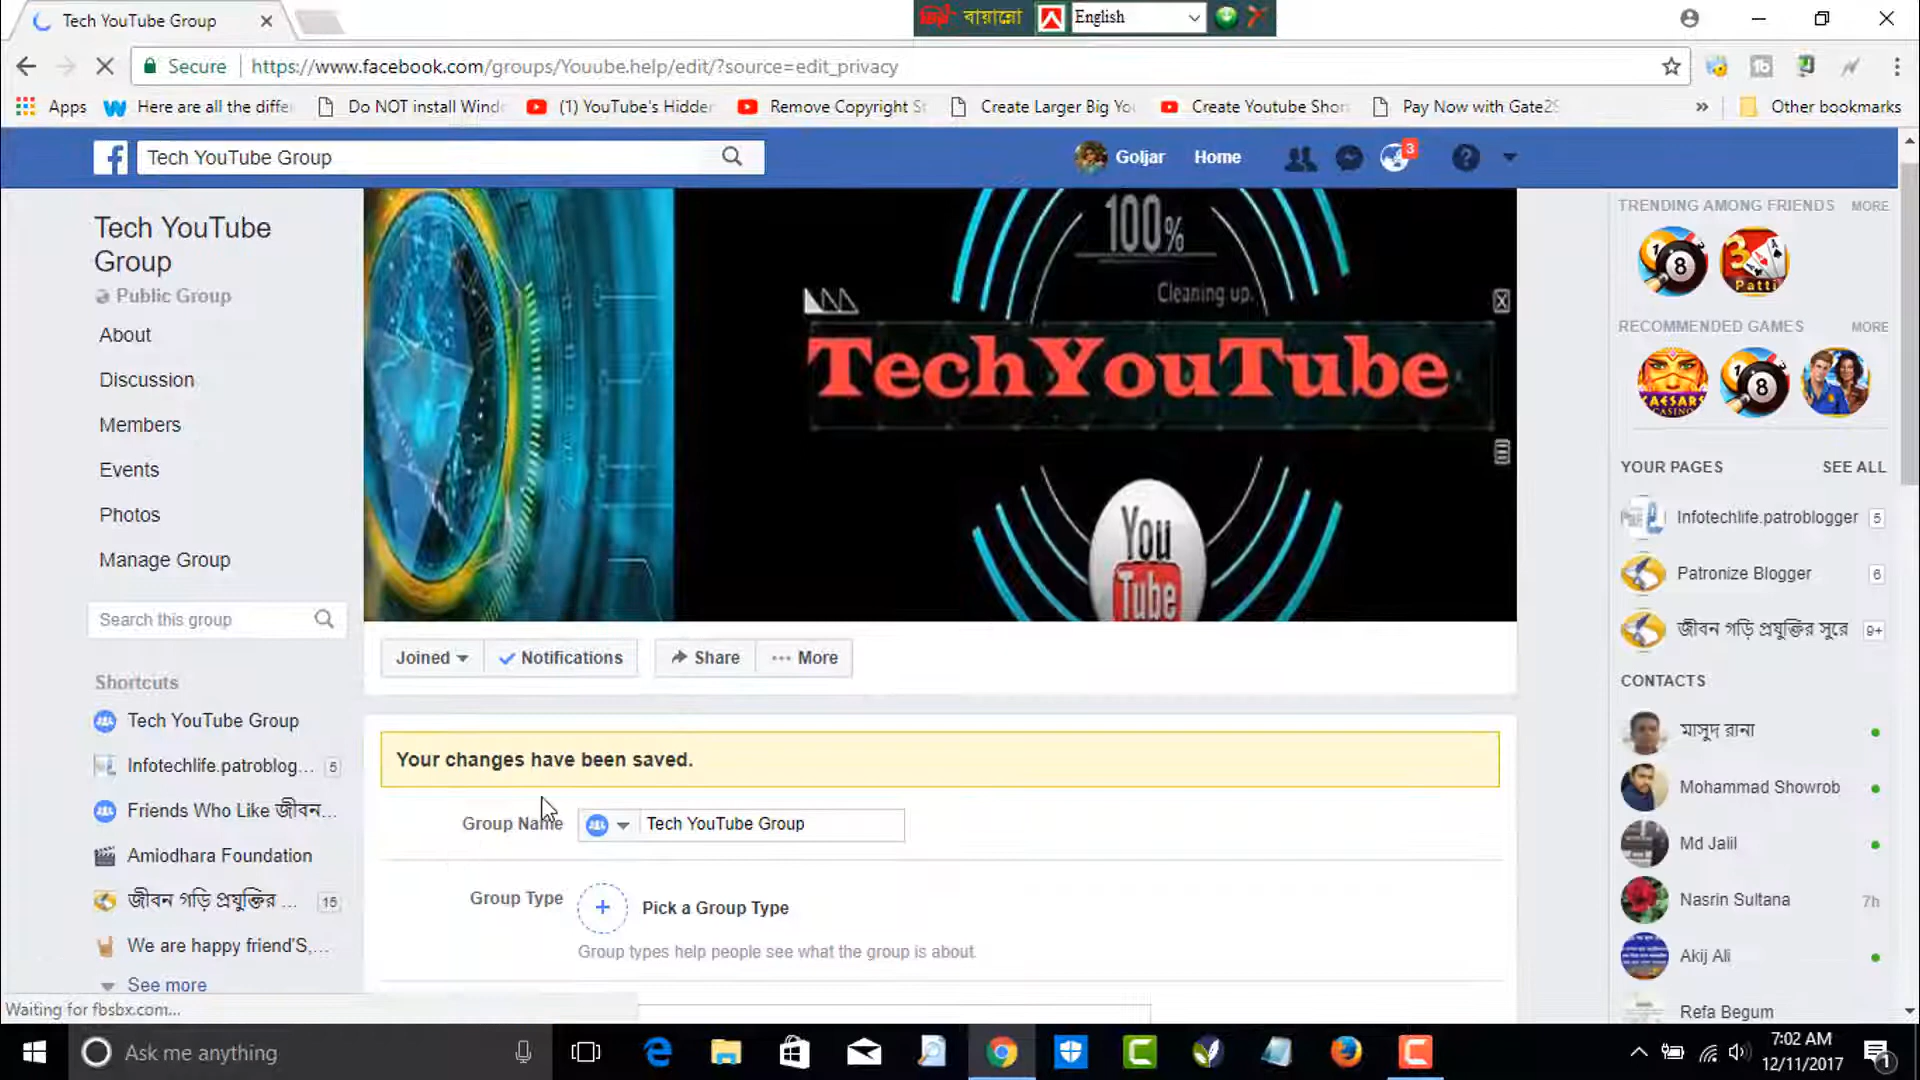 Tech YouTube Group
বায়ান্নো
English
Secure
https://www.facebook.com/groups/Youube.help/edit/?source=edit_privacy
Apps
Here are all the differ
Do NOT install Wind
(1) YouTube's Hidder
Remove Copyright S
Create Larger Big Yo
Create Youtube Shor
Pay Now with Gate2S
Other bookmarks
Tech YouTube Group
Goljar
Home
3
Tech YouTube
Group
Public Group
About
Discussion
Members
Events
Photos
Manage Group
Search this group
Shortcuts
Tech YouTube Group
Infotechlife.patroblog... 5
Friends Who Like জীবন...
Amiodhara Foundation
জীবন গড়ি প্রযুক্তির ... 15
We are happy friend'S,...
See more
Waiting for fbsbx.com...
100%
Cleaning up.
TechYouTube
You
Tube
Joined
Notifications
Share
More
Your changes have been saved.
Group Name
Tech YouTube Group
Group Type
Pick a Group Type
Group types help people see what the group is about.
TRENDING AMONG FRIENDS MORE
8
3
Patti
RECOMMENDED GAMES MORE
CAESARS
CASINO
8
YOUR PAGES SEE ALL
Infotechlife.patroblogger 5
Patronize Blogger 6
জীবন গড়ি প্রযুক্তির সুরে 9+
CONTACTS
মাসুদ রানা
Mohammad Showrob
Md Jalil
Nasrin Sultana 7h
Akij Ali
Refa Begum
Ask me anything
7:02 AM
12/11/2017
1